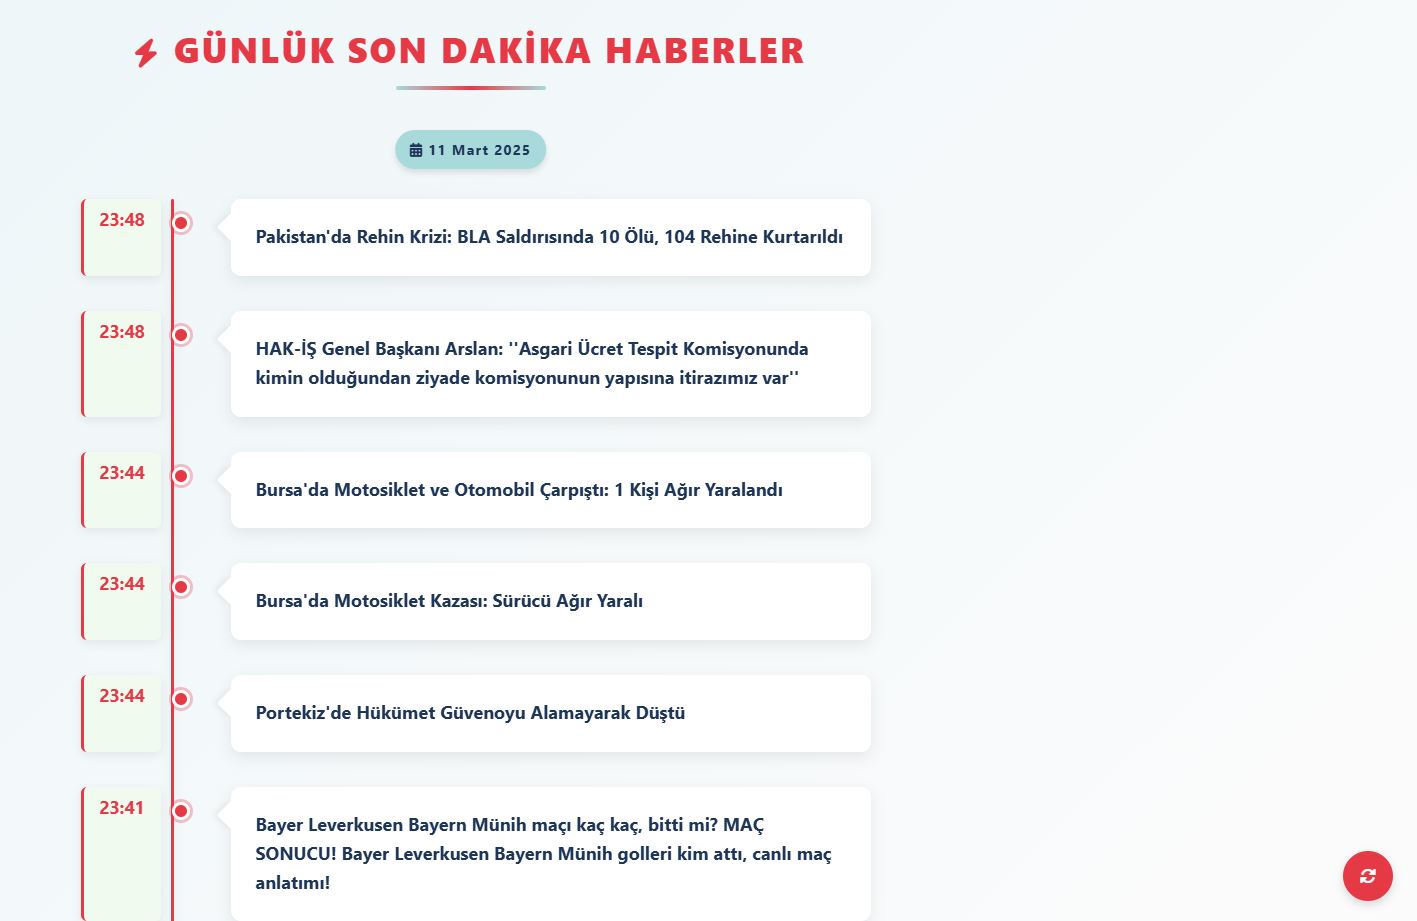 GÜNLÜK SON DAKİKA HABERLER
11 Mart 2025
23:48
Pakistan'da Rehin Krizi: BLA Saldırısında 10 Ölü, 104 Rehine Kurtarıldı
23:48
HAK-İŞ Genel Başkanı Arslan: ''Asgari Ücret Tespit Komisyonunda
kimin olduğundan ziyade komisyonunun yapısına itirazımız var''
23:44
Bursa'da Motosiklet ve Otomobil Çarpıştı: 1 Kişi Ağır Yaralandı
23:44
Bursa'da Motosiklet Kazası: Sürücü Ağır Yaralı
23:44
Portekiz'de Hükümet Güvenoyu Alamayarak Düştü
23:41
Bayer Leverkusen Bayern Münih maçı kaç kaç, bitti mi? MAÇ
SONUCU! Bayer Leverkusen Bayern Münih golleri kim attı, canlı maç
anlatımı!